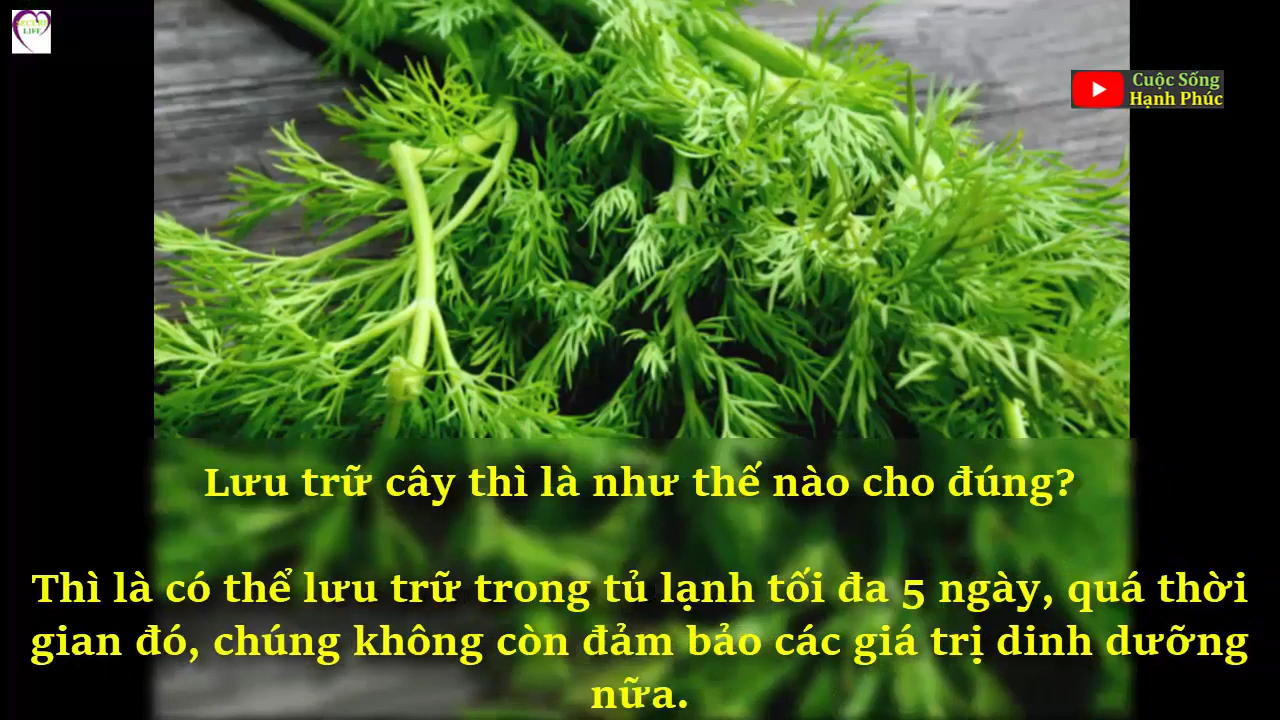 SECRET
LIFE
Cuộc Sống
Hạnh Phúc
Lưu trữ cây thì là như thế nào cho đúng?
Thì là có thể lưu trữ trong tủ lạnh tối đa 5 ngày, quá thời
gian đó, chúng không còn đảm bảo các giá trị dinh dưỡng
nữa.